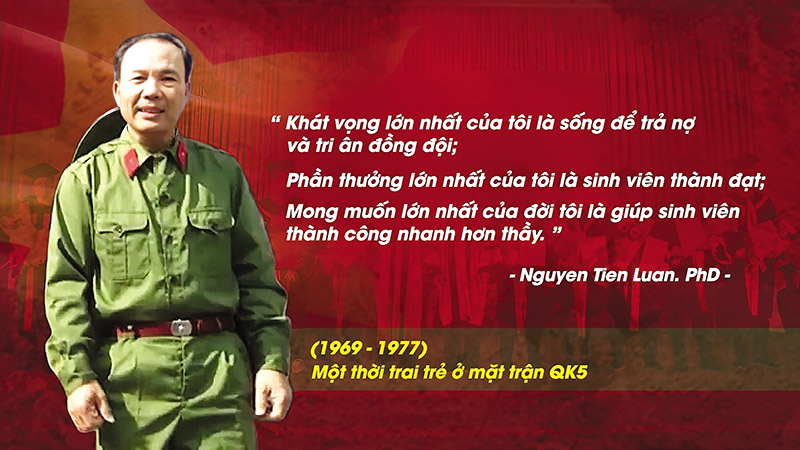 “ Khát vọng lớn nhất của tôi là sống để trả nợ
và tri ân đồng đội;
Phần thưởng lớn nhất của tôi là sinh viên thành đạt;
Mong muốn lớn nhất của đời tôi là giúp sinh viên
thành công nhanh hơn thầy. ”
- Nguyen Tien Luan. PhD -
(1969 - 1977)
Một thời trai trẻ ở mặt trận QK5